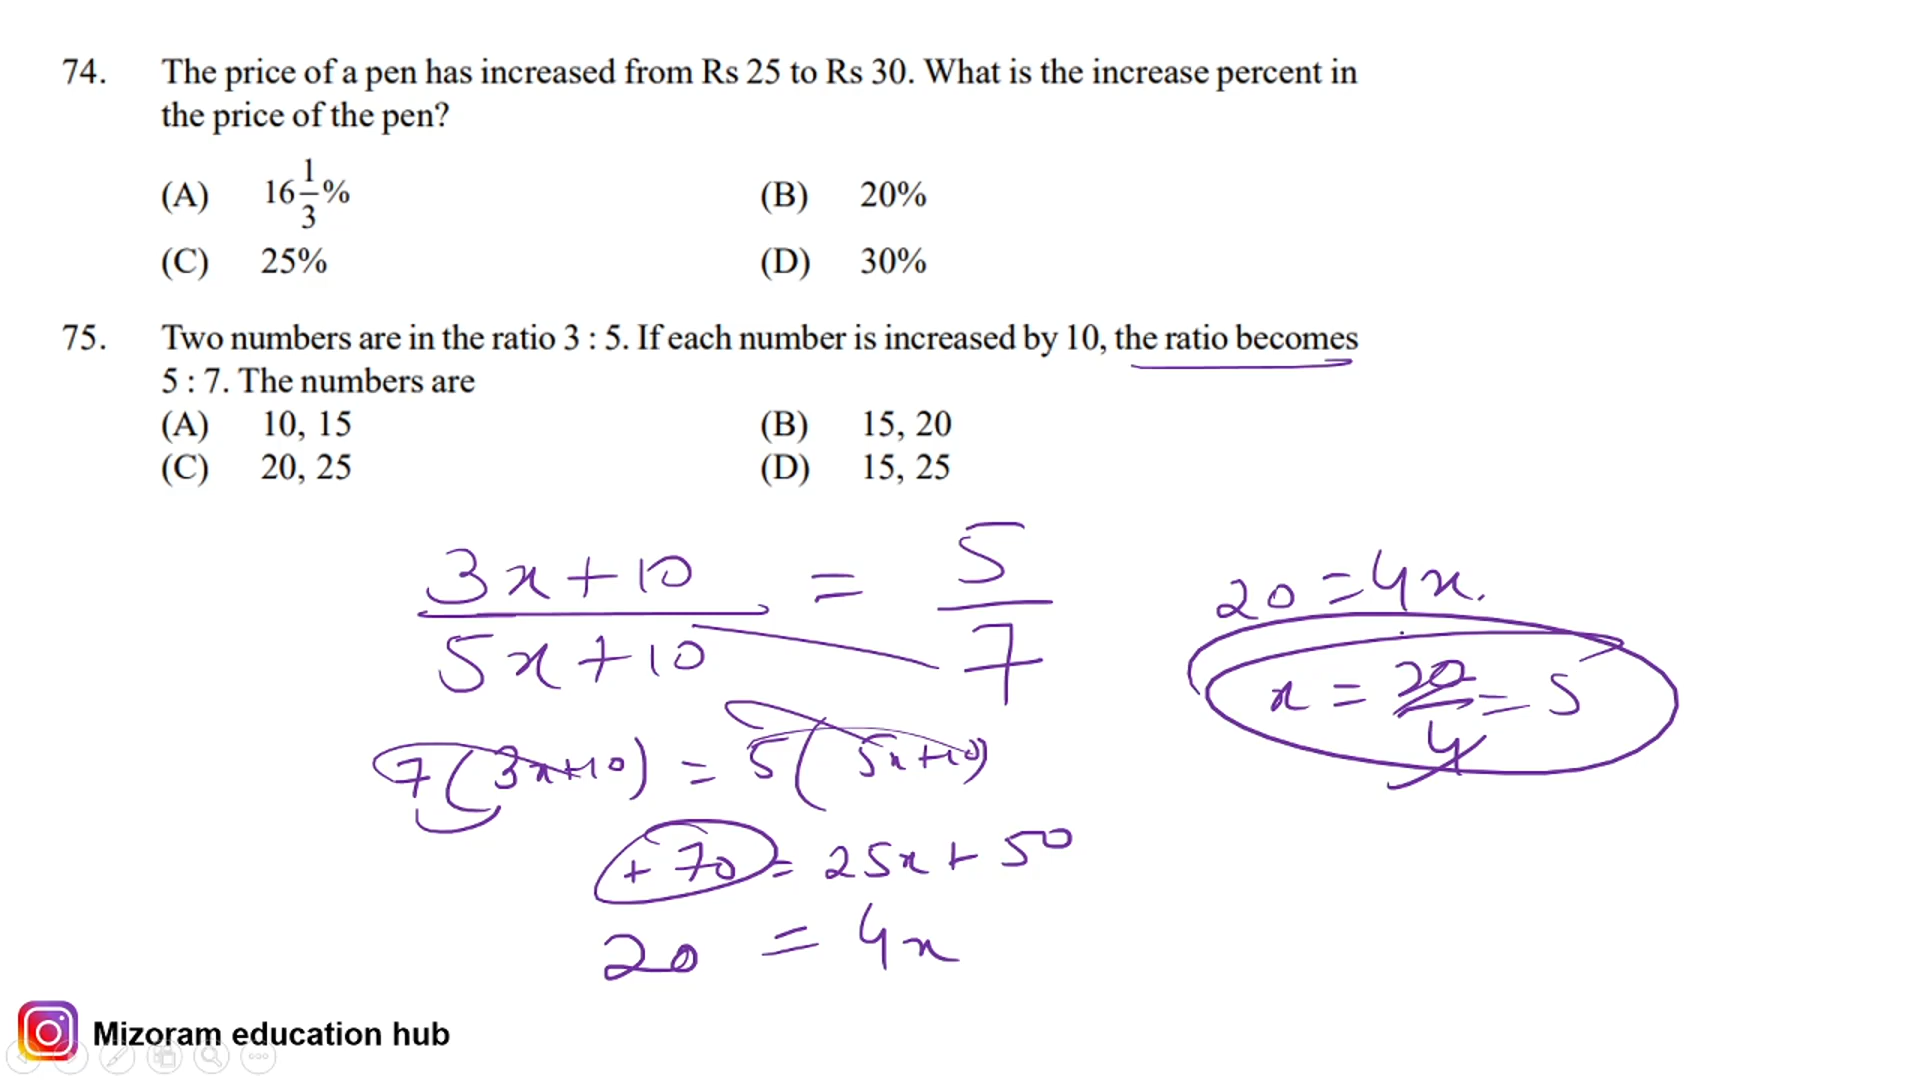 74. The price of a pen has increased from Rs 25 to Rs 30. What is the increase percent in
the price of the pen?
(A) 16 1/3 % (B) 20%
(C) 25% (D) 30%
75. Two numbers are in the ratio 3 : 5. If each number is increased by 10, the ratio becomes
5 : 7. The numbers are
(A) 10, 15 (B) 15, 20
(C) 20, 25 (D) 15, 25
3x+10 / 5x+10 = 5 / 7
7(3x+10) = 5(5x+10)
+70 = 25x+50
20 = 4x
20 = 4x.
x = 20/4 = 5
Mizoram education hub